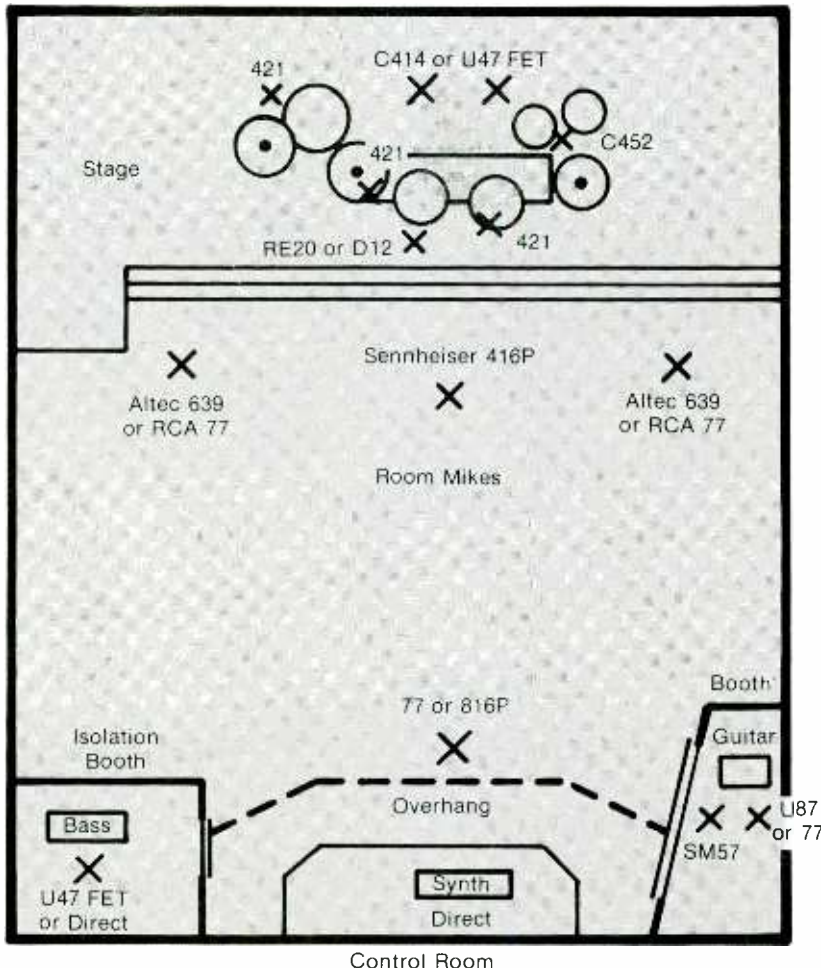 C414 or U47 FET
421
C452
421
Stage
421
RE20 or D12
Sennheiser 416P
Altec 639
or RCA 77
Altec 639
or RCA 77
Room Mikes
77 or 816P
Booth
Isolation
Booth
Guitar
Overhang
U87
or 77
Bass
SM57
Synth
U47 FET
or Direct
Direct
Control Room